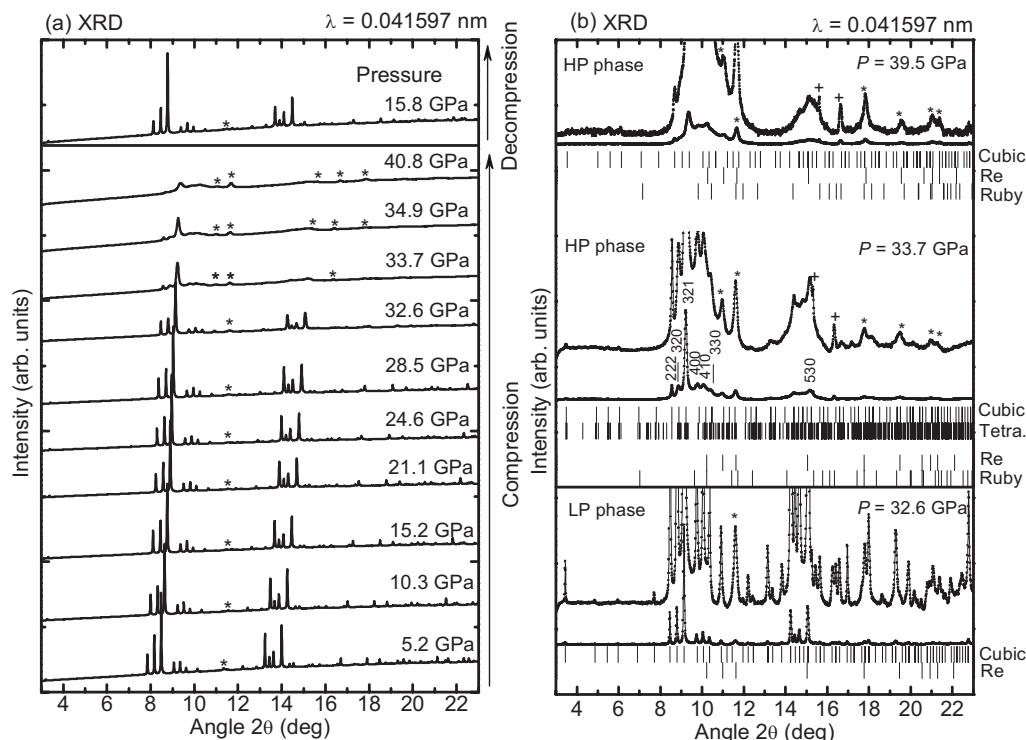 (a) XRD
λ = 0.041597 nm
Pressure
15.8 GPa
*
Decompression
40.8 GPa
* * * * *
34.9 GPa
* * * * *
33.7 GPa
* * *
32.6 GPa
*
28.5 GPa
*
24.6 GPa
*
21.1 GPa
*
15.2 GPa
*
10.3 GPa
*
5.2 GPa
*
Compression
Intensity (arb. units)
4 6 8 10 12 14 16 18 20 22
Angle 2θ (deg)
(b) XRD
λ = 0.041597 nm
HP phase
P = 39.5 GPa
* * + + * * * *
Cubic
Re
Ruby
HP phase
P = 33.7 GPa
* * + + * * * *
222
320
321
400
410
330
530
Cubic
Tetra.
Re
Ruby
LP phase
P = 32.6 GPa
*
Cubic
Re
Intensity (arb. units)
4 6 8 10 12 14 16 18 20 22
Angle 2θ (deg)